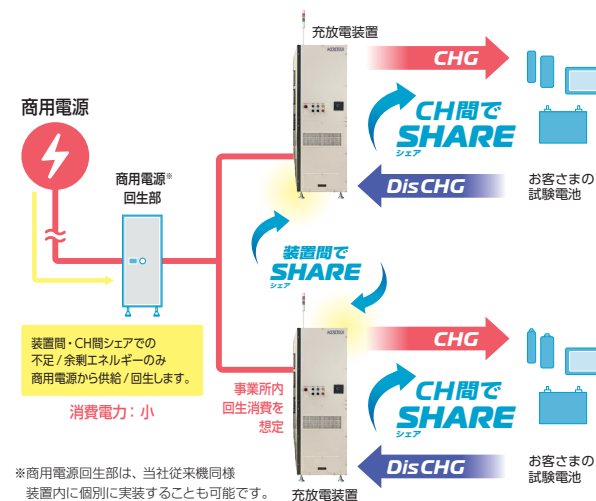 充放電装置
CHG
商用電源
CH間で
SHARE
シェア
商用電源※
回生部
DisCHG
お客さまの
試験電池
装置間で
SHARE
シェア
装置間・CH間シェアでの
不足/余剰エネルギーのみ
商用電源から供給/回生します。
消費電力:小
事業所内
回生消費を
想定
CHG
CH間で
SHARE
シェア
DisCHG
お客さまの
試験電池
※商用電源回生部は、当社従来機同様
装置内に個別に実装することも可能です。
充放電装置